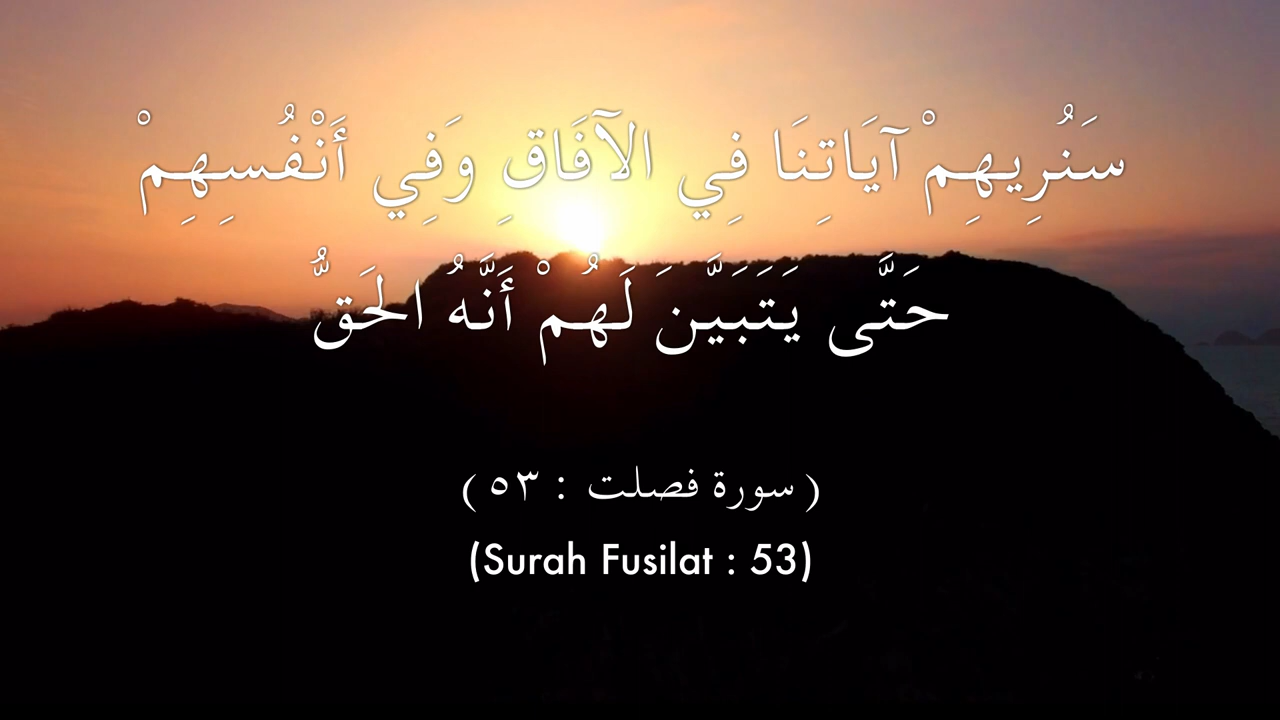 سَنُرِيهِمْ آيَاتِنَا فِي الآفَاقِ وَفِي أَنْفُسِهِمْ
حَتَّى يَتَبَيَّنَ لَهُمْ أَنَّهُ الحَقُّ
( سورة فصلت : ٥٣ )
(Surah Fusilat : 53)